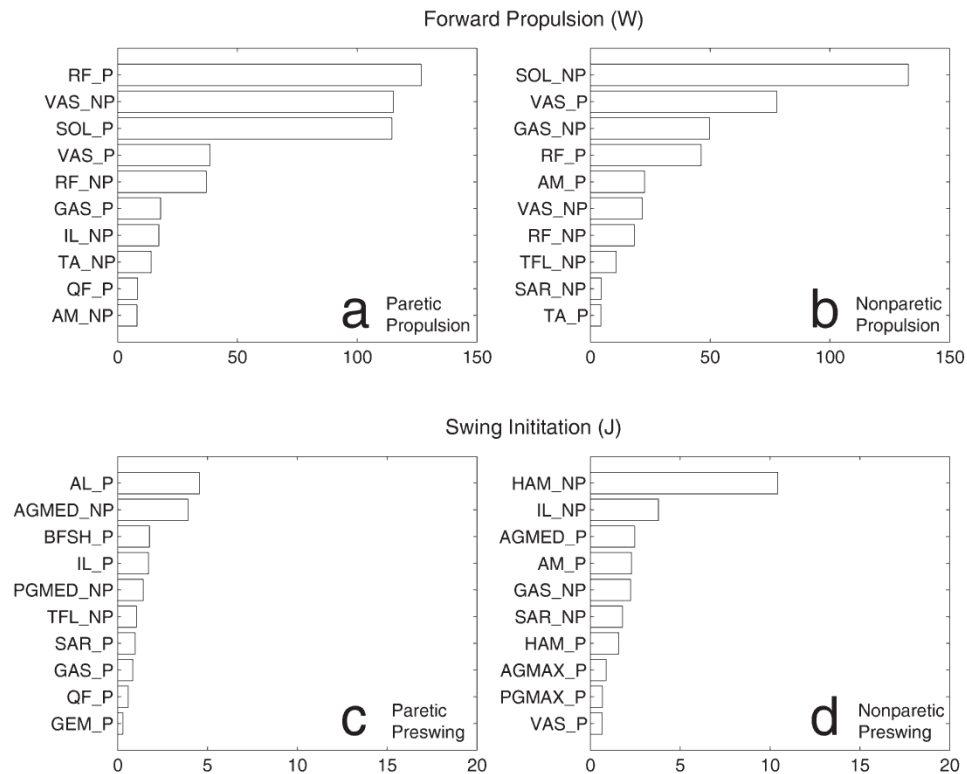 Forward Propulsion (W)
RF_P
VAS_NP
SOL_P
VAS_P
RF_NP
GAS_P
IL_NP
TA_NP
QF_P
AM_NP
a Paretic
Propulsion
0 50 100 150
SOL_NP
VAS_P
GAS_NP
RF_P
AM_P
VAS_NP
RF_NP
TFL_NP
SAR_NP
TA_P
b Nonparetic
Propulsion
0 50 100 150
Swing Inititation (J)
AL_P
AGMED_NP
BFSH_P
IL_P
PGMED_NP
TFL_NP
SAR_P
GAS_P
QF_P
GEM_P
c Paretic
Preswing
0 5 10 15 20
HAM_NP
IL_NP
AGMED_P
AM_P
GAS_NP
SAR_NP
HAM_P
AGMAX_P
PGMAX_P
VAS_P
d Nonparetic
Preswing
0 5 10 15 20